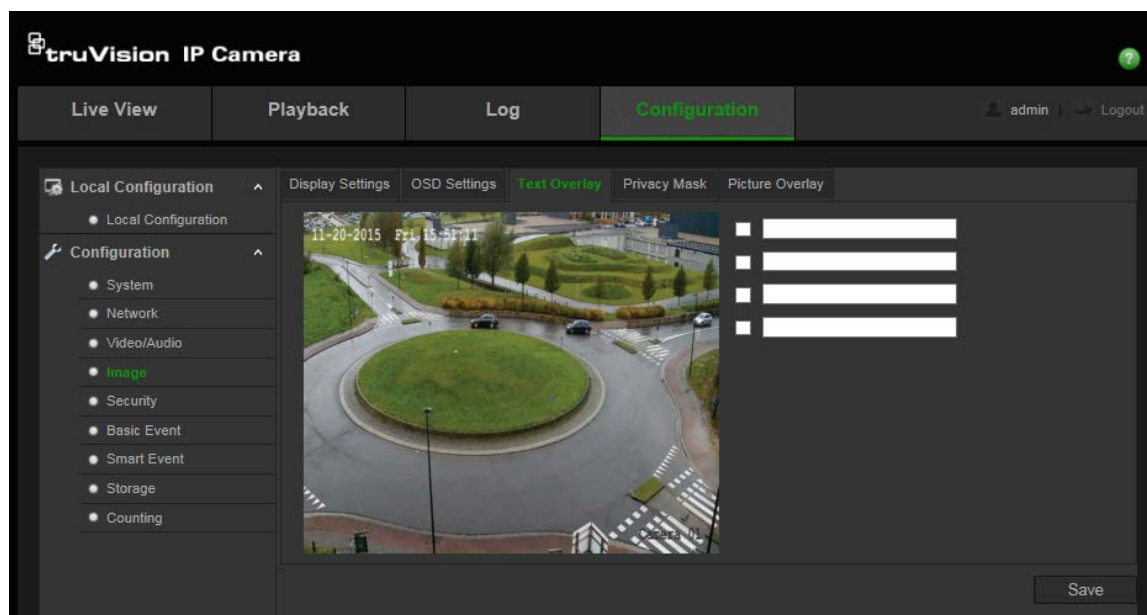 truVision IP Camera
?
Live View Playback Log Configuration admin | Logout
Local Configuration
Local Configuration
Configuration
System
Network
Video/Audio
Image
Security
Basic Event
Smart Event
Storage
Counting
Display Settings OSD Settings Text Overlay Privacy Mask Picture Overlay
11-20-2015 Fri 15:51:11
Camera 01
Save